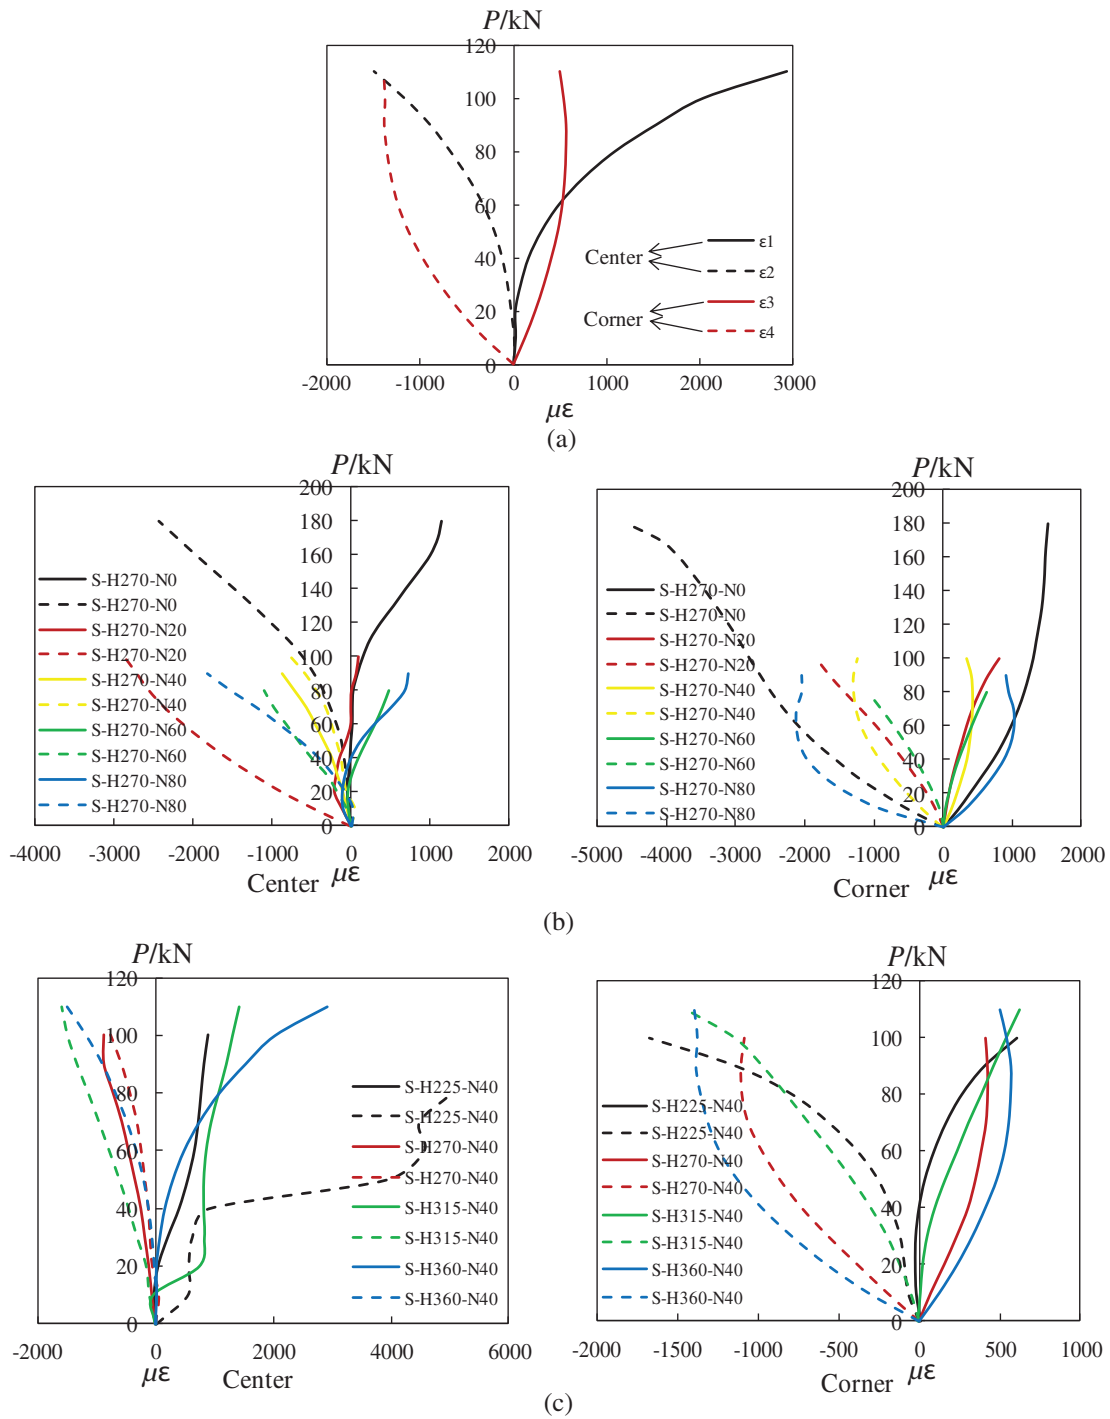 P/kN
120
100
80
60
40
20
0
Center
Corner
ε1
ε2
ε3
ε4
-2000 -1000 0 1000 2000 3000
με
(a)
P/kN
200
180
160
140
120
100
80
60
40
20
0
S-H270-N0
S-H270-N0
S-H270-N20
S-H270-N20
S-H270-N40
S-H270-N40
S-H270-N60
S-H270-N60
S-H270-N80
S-H270-N80
-4000 -3000 -2000 -1000 0 1000 2000
Center με
P/kN
200
180
160
140
120
100
80
60
40
20
0
S-H270-N0
S-H270-N0
S-H270-N20
S-H270-N20
S-H270-N40
S-H270-N40
S-H270-N60
S-H270-N60
S-H270-N80
S-H270-N80
-5000 -4000 -3000 -2000 -1000 0 1000 2000
Corner με
(b)
P/kN
120
100
80
60
40
20
0
S-H225-N40
S-H225-N40
S-H270-N40
S-H270-N40
S-H315-N40
S-H315-N40
S-H360-N40
S-H360-N40
-2000 0 2000 4000 6000
με Center
P/kN
120
100
80
60
40
20
0
S-H225-N40
S-H225-N40
S-H270-N40
S-H270-N40
S-H315-N40
S-H315-N40
S-H360-N40
S-H360-N40
-2000 -1500 -1000 -500 0 500 1000
Corner με
(c)